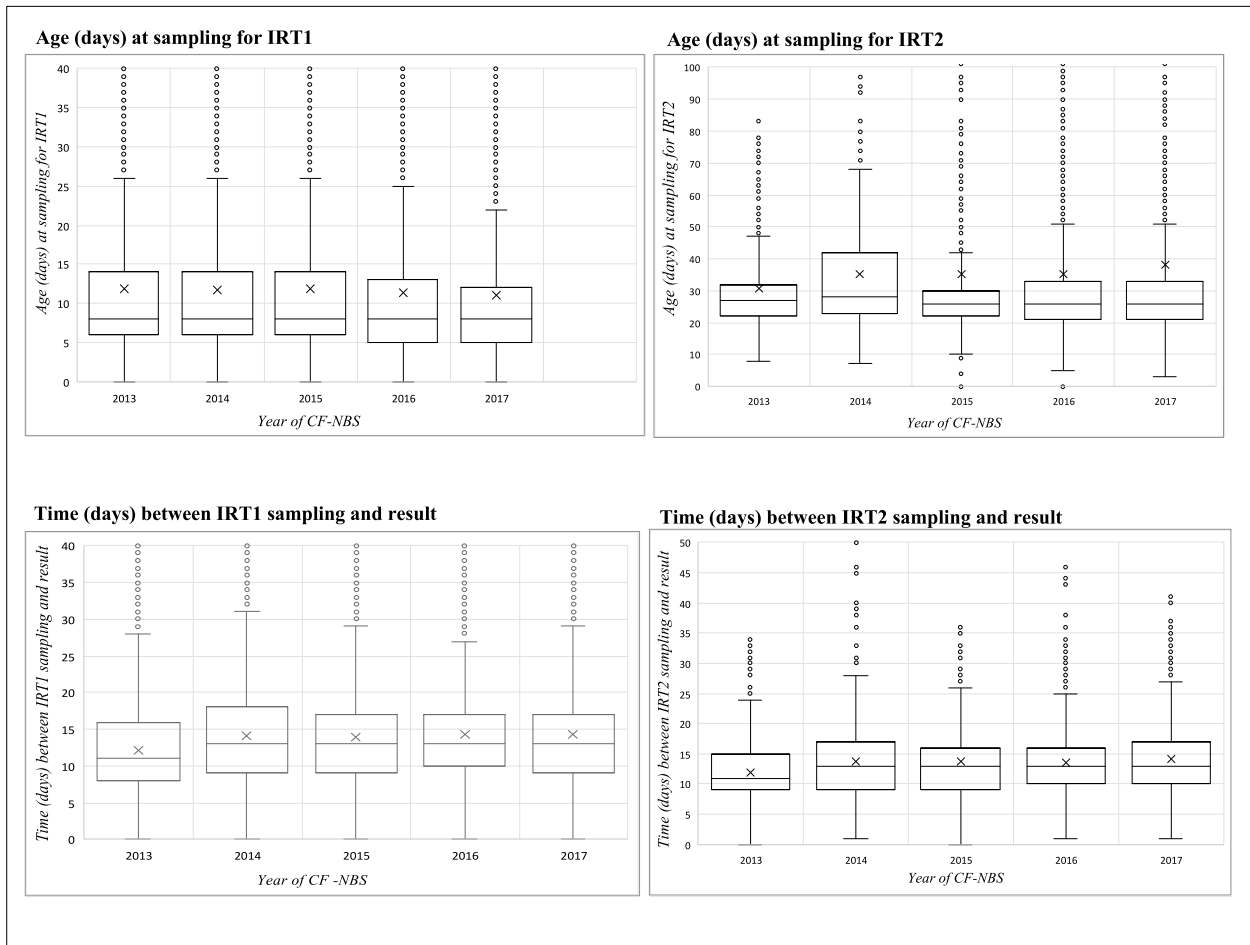 Age (days) at sampling for IRT1
Age (days) at sampling for IRT1
40
35
30
25
20
15
10
5
0
2013 2014 2015 2016 2017
Year of CF-NBS
Age (days) at sampling for IRT2
Age (days) at sampling for IRT2
100
90
80
70
60
50
40
30
20
10
0
2013 2014 2015 2016 2017
Year of CF-NBS
Time (days) between IRT1 sampling and result
Time (days) between IRT1 sampling and result
40
35
30
25
20
15
10
5
0
2013 2014 2015 2016 2017
Year of CF -NBS
Time (days) between IRT2 sampling and result
Time (days) between IRT2 sampling and result
50
45
40
35
30
25
20
15
10
5
0
2013 2014 2015 2016 2017
Year of CF-NBS